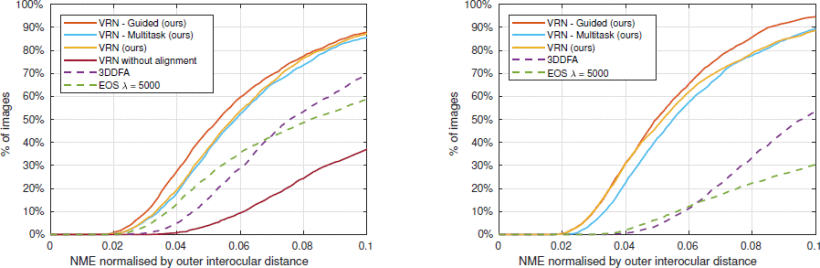 100%
90%
80%
70%
60%
50%
40%
30%
20%
10%
0%
% of images
VRN - Guided (ours)
VRN - Multitask (ours)
VRN (ours)
VRN without alignment
3DDFA
EOS λ = 5000
0 0.02 0.04 0.06 0.08 0.1
NME normalised by outer interocular distance
100%
90%
80%
70%
60%
50%
40%
30%
20%
10%
0%
% of images
VRN - Guided (ours)
VRN - Multitask (ours)
VRN (ours)
3DDFA
EOS λ = 5000
0 0.02 0.04 0.06 0.08 0.1
NME normalised by outer interocular distance